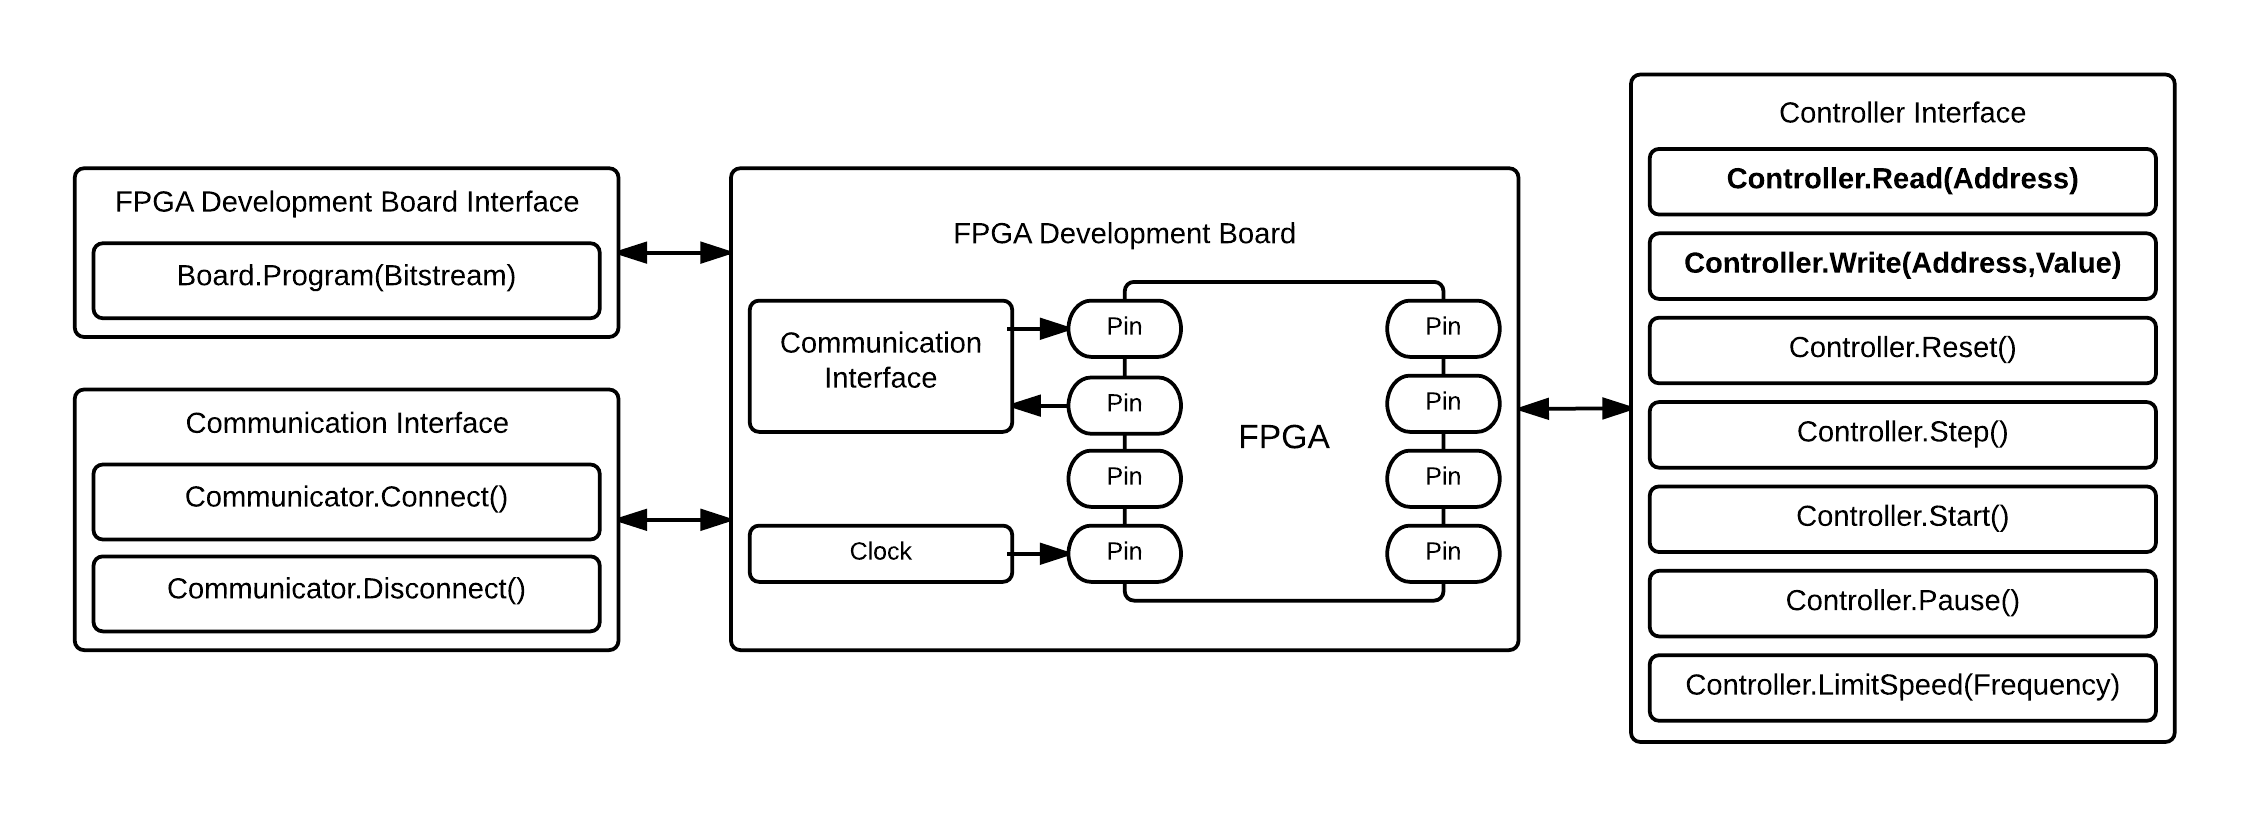 FPGA Development Board Interface
Board.Program(Bitstream)
Communication Interface
Communicator.Connect()
Communicator.Disconnect()
FPGA Development Board
Communication
Interface
Clock
Pin
Pin
Pin
Pin
FPGA
Pin
Pin
Pin
Pin
Controller Interface
Controller.Read(Address)
Controller.Write(Address,Value)
Controller.Reset()
Controller.Step()
Controller.Start()
Controller.Pause()
Controller.LimitSpeed(Frequency)